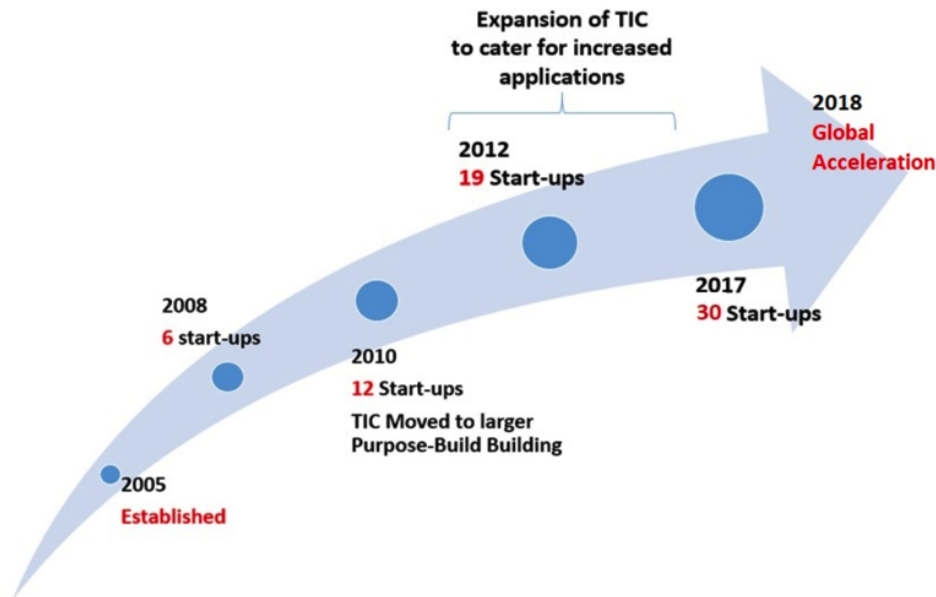 Expansion of TIC
to cater for increased
applications
2018
Global
Acceleration
2012
19 Start-ups
2017
30 Start-ups
2008
6 start-ups
2010
12 Start-ups
TIC Moved to larger
Purpose-Build Building
2005
Established